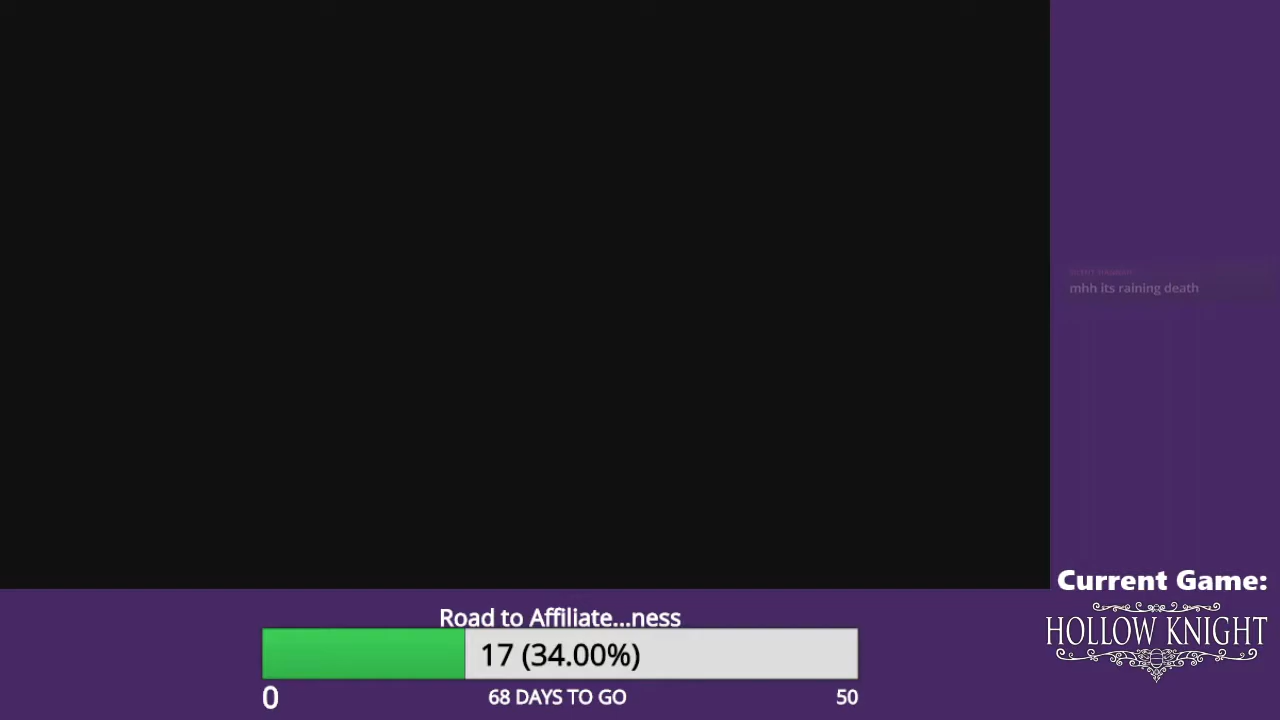 mhh its raining death
Current Game:
HOLLOW KNIGHT
Road to Affiliate...ness
17 (34.00%)
0
68 DAYS TO GO
50